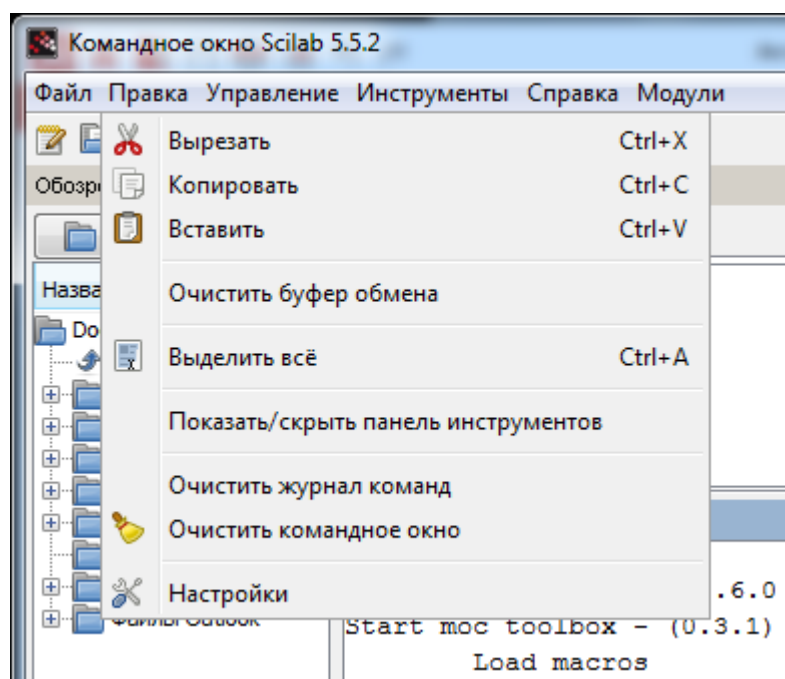 Командное окно Scilab 5.5.2
Файл Правка Управление Инструменты Справка Модули
Вырезать Ctrl+X
Копировать Ctrl+C
Вставить Ctrl+V
Очистить буфер обмена
Выделить всё Ctrl+A
Показать/скрыть панель инструментов
Очистить журнал команд
Очистить командное окно
Настройки
.6.0
Start moc toolbox - (0.3.1)
Load macros